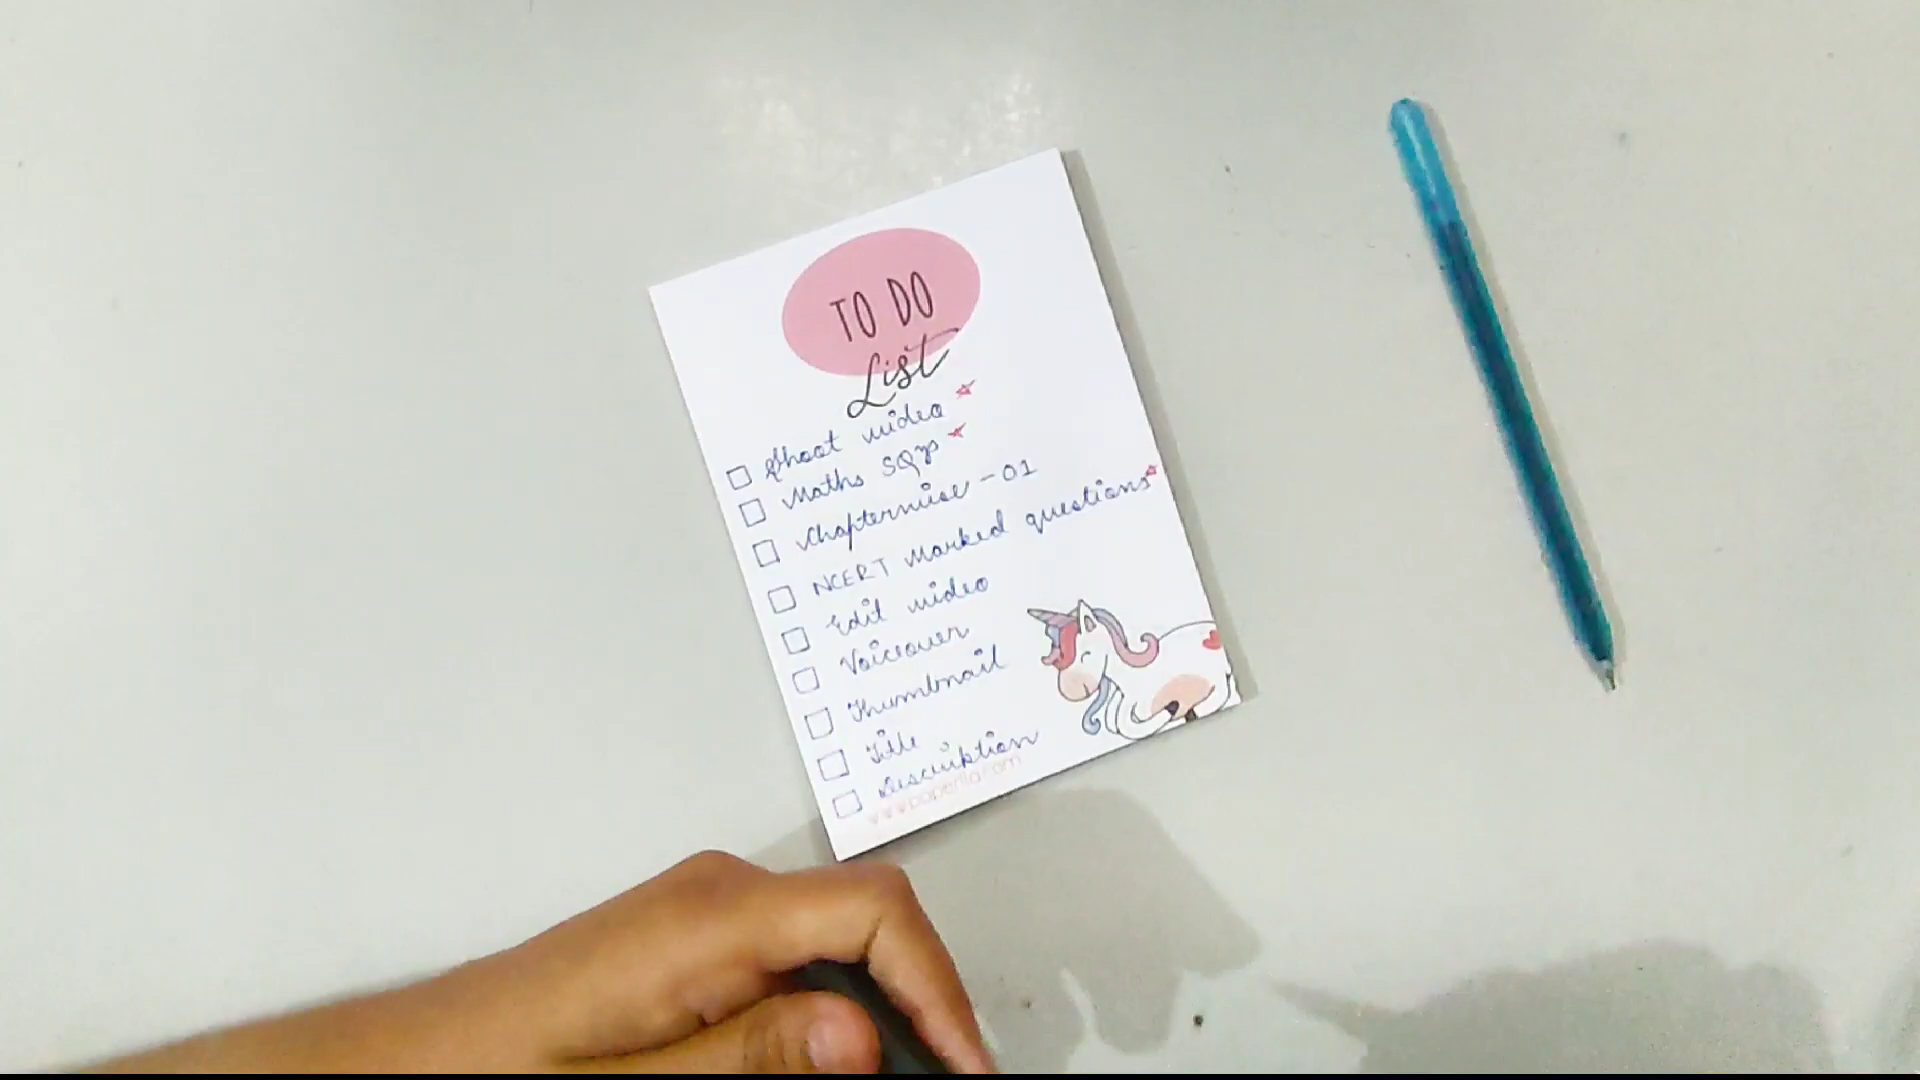 TO DO
List
Shoot video
Maths SQP
Chapterwise - 01
NCERT Marked questions
Edit video
Voiceover
Thumbnail
Title
Description